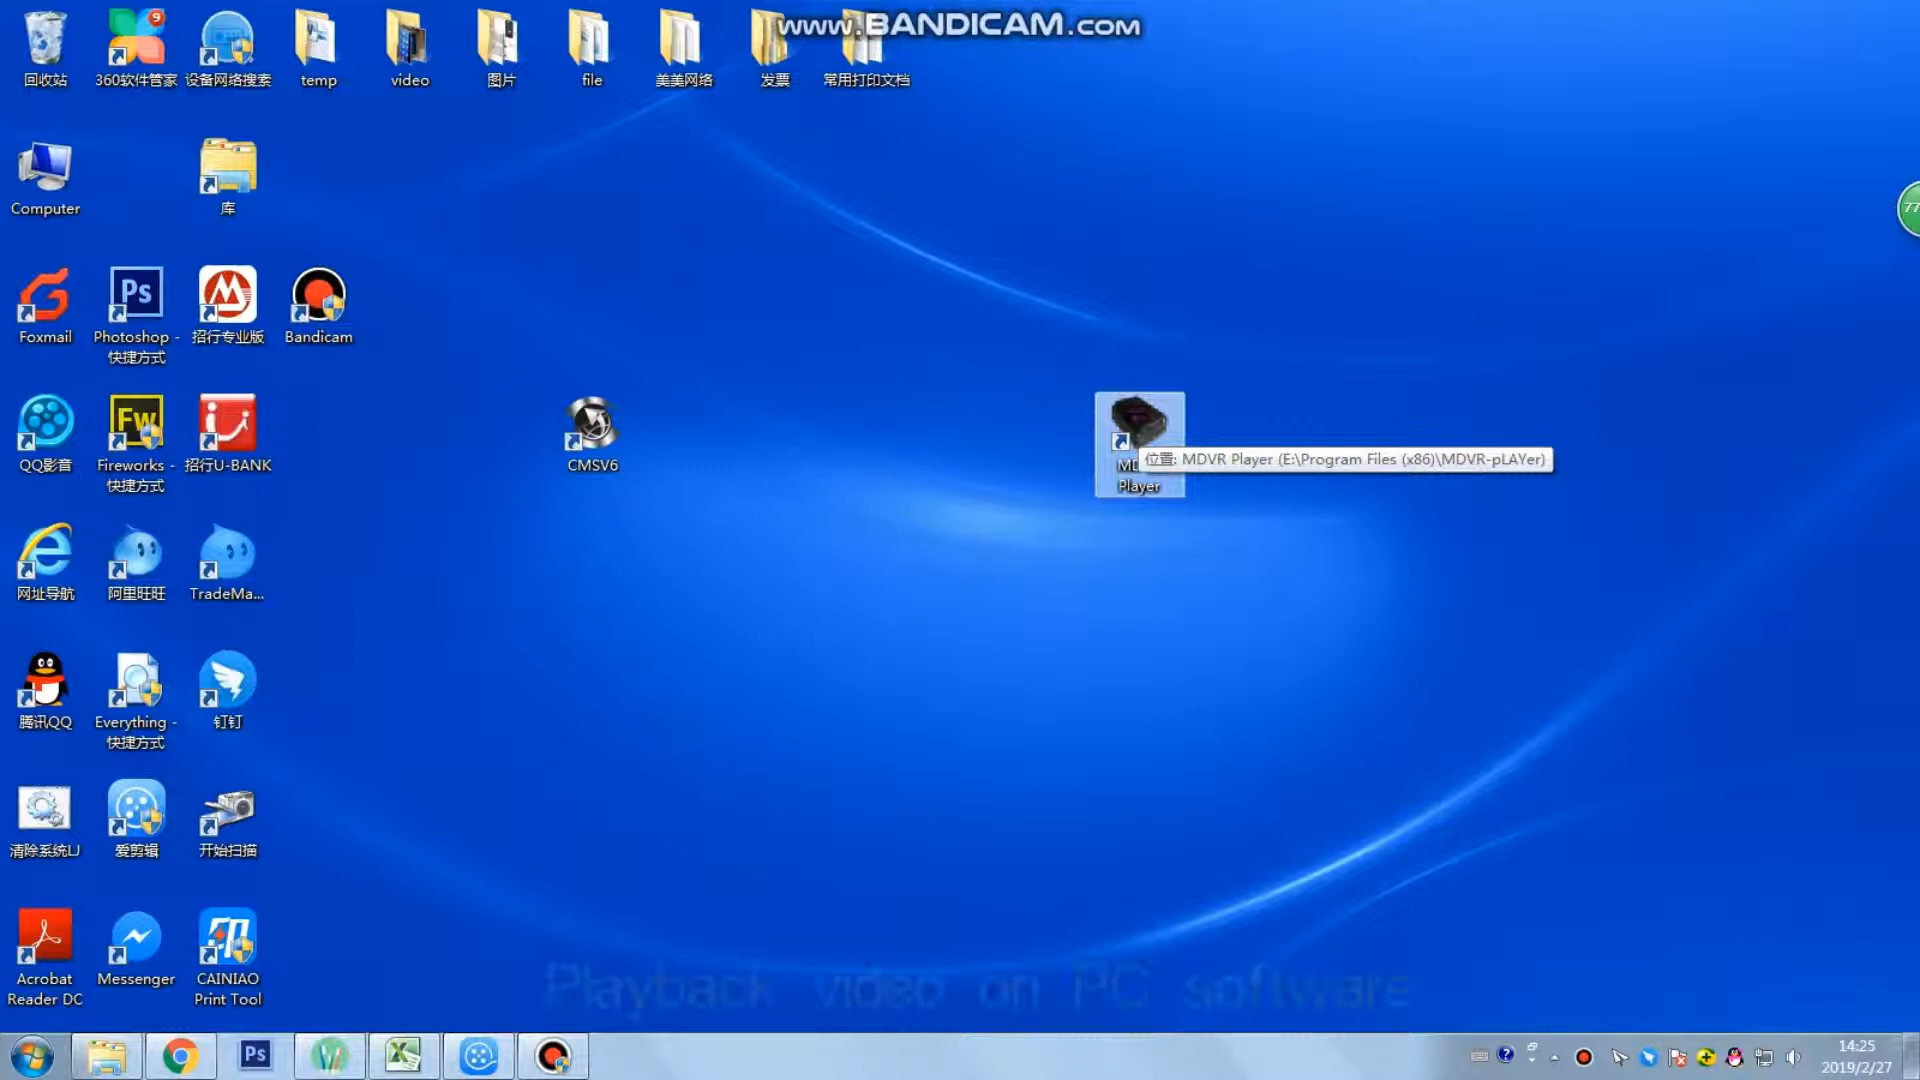 www.BANDICAM.com
回收站
360软件管家
9
设备网络搜索
temp
video
图片
file
美美网络
发票
常用打印文档
Computer
库
77
Foxmail
Ps
Photoshop -
快捷方式
招行专业版
Bandicam
QQ影音
Fw
Fireworks -
快捷方式
招行U-BANK
CMSV6
Player
位置: MDVR Player (E:\Program Files (x86)\MDVR-pLAYer)
网址导航
阿里旺旺
TradeMa...
腾讯QQ
Everything -
快捷方式
钉钉
清除系统LJ
爱剪辑
开始扫描
Acrobat
Reader DC
Messenger
CAINIAO
Print Tool
Playback video on PC software
Ps
14:25
2019/2/27